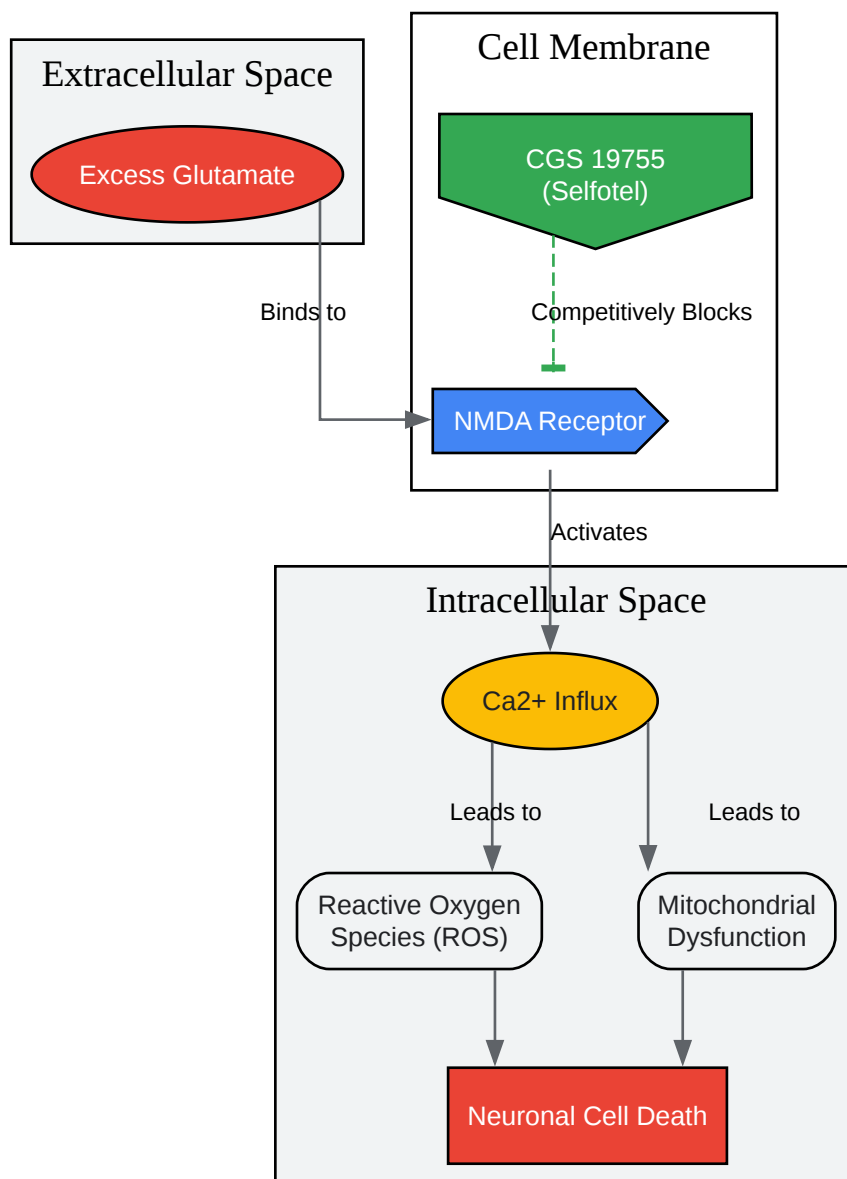 Cell Membrane
Extracellular Space
CGS 19755
(Selfotel)
Excess Glutamate
Binds to
Competitively Blocks
NMDA Receptor
Activates
Intracellular Space
Ca2+ Influx
Leads to
Leads to
Reactive Oxygen
Species (ROS)
Mitochondrial
Dysfunction
Neuronal Cell Death